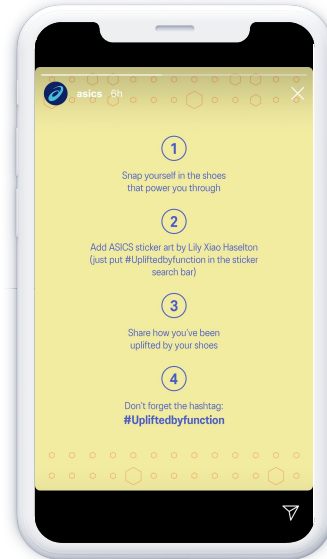 asics 6h
1
Snap yourself in the shoes
that power you through
2
Add ASICS sticker art by Lily Xiao Haselton
(just put #Upliftedbyfunction in the sticker
search bar)
3
Share how you've been
uplifted by your shoes
4
Don't forget the hashtag:
#Upliftedbyfunction